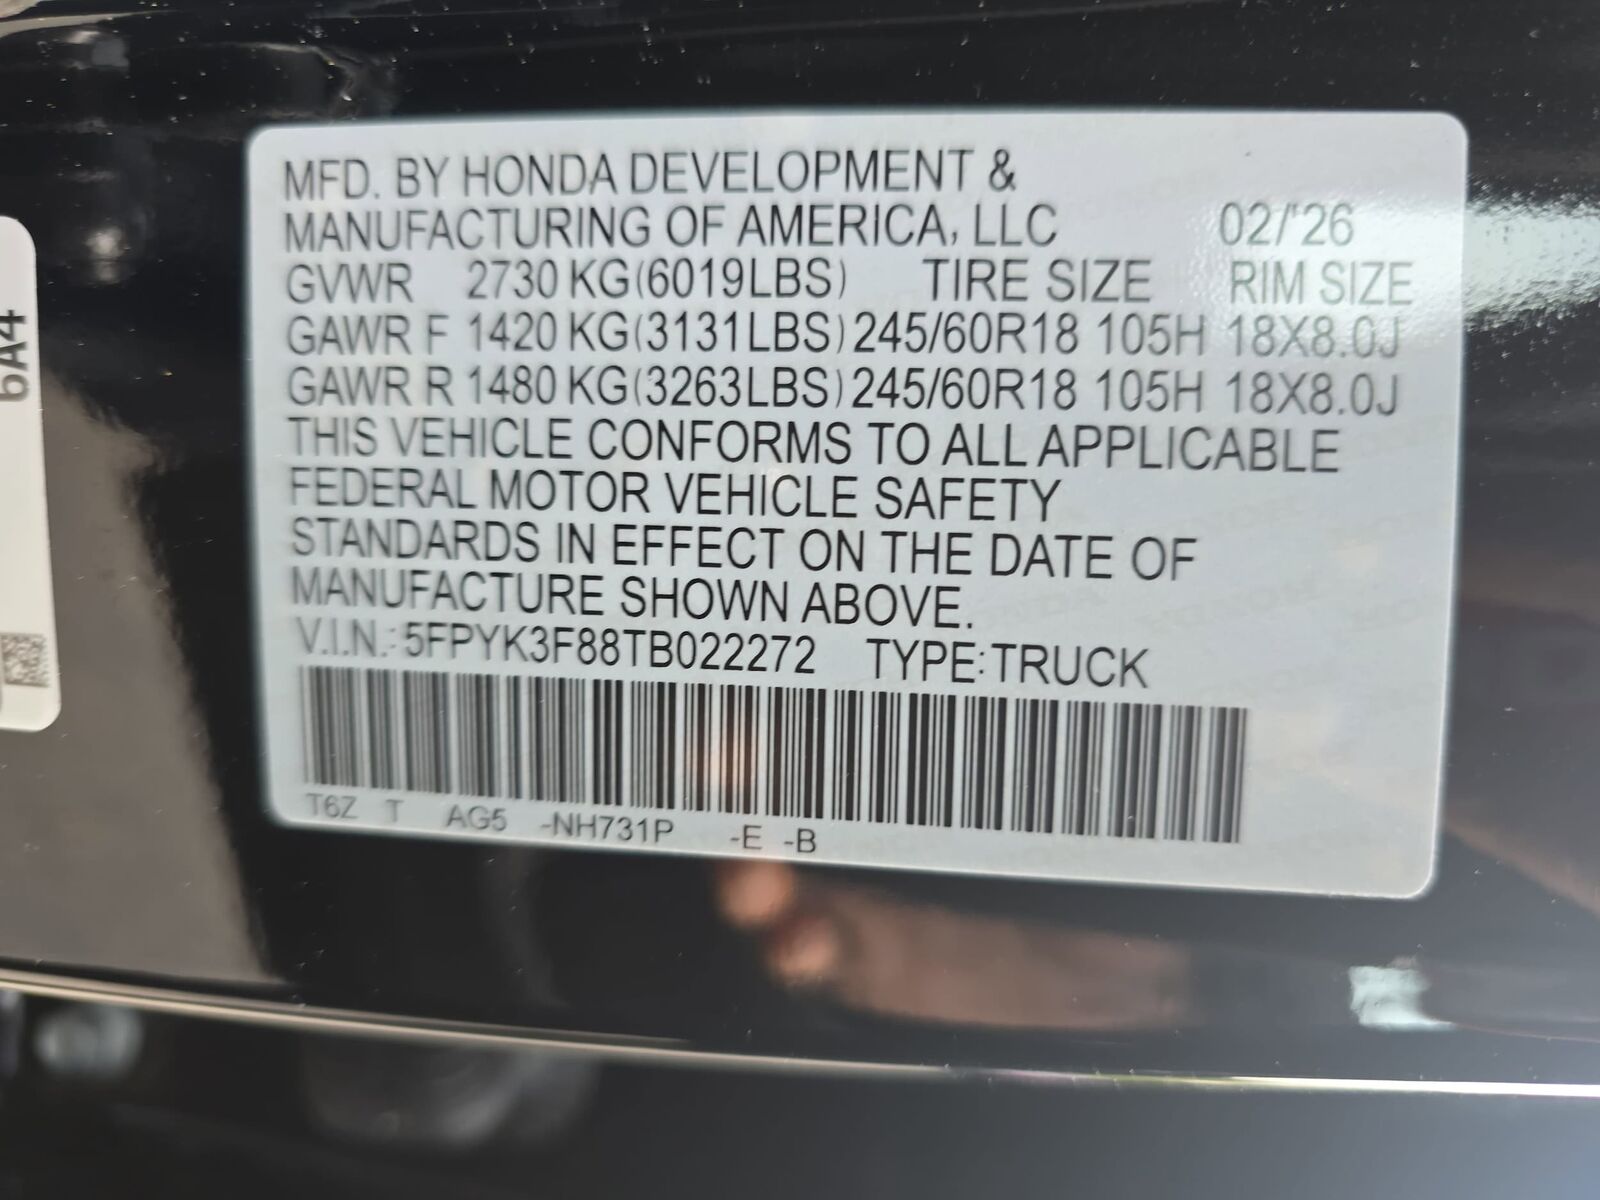 MFD. BY HONDA DEVELOPMENT &
MANUFACTURING OF AMERICA, LLC 02/'26
GVWR 2730 KG(6019LBS) TIRE SIZE RIM SIZE
GAWR F 1420 KG(3131LBS) 245/60R18 105H 18X8.0J
GAWR R 1480 KG(3263LBS) 245/60R18 105H 18X8.0J
THIS VEHICLE CONFORMS TO ALL APPLICABLE
FEDERAL MOTOR VEHICLE SAFETY
STANDARDS IN EFFECT ON THE DATE OF
MANUFACTURE SHOWN ABOVE.
V.I.N.: 5FPYK3F88TB022272 TYPE:TRUCK
T6Z T AG5 -NH731P -E -B